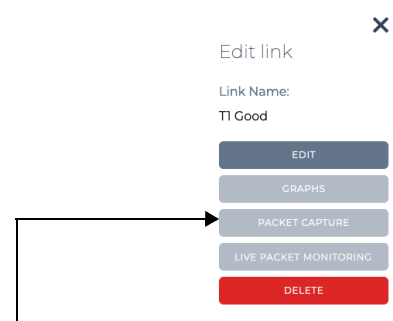 Edit link
Link Name:
T1 Good
EDIT
GRAPHS
PACKET CAPTURE
LIVE PACKET MONITORING
DELETE